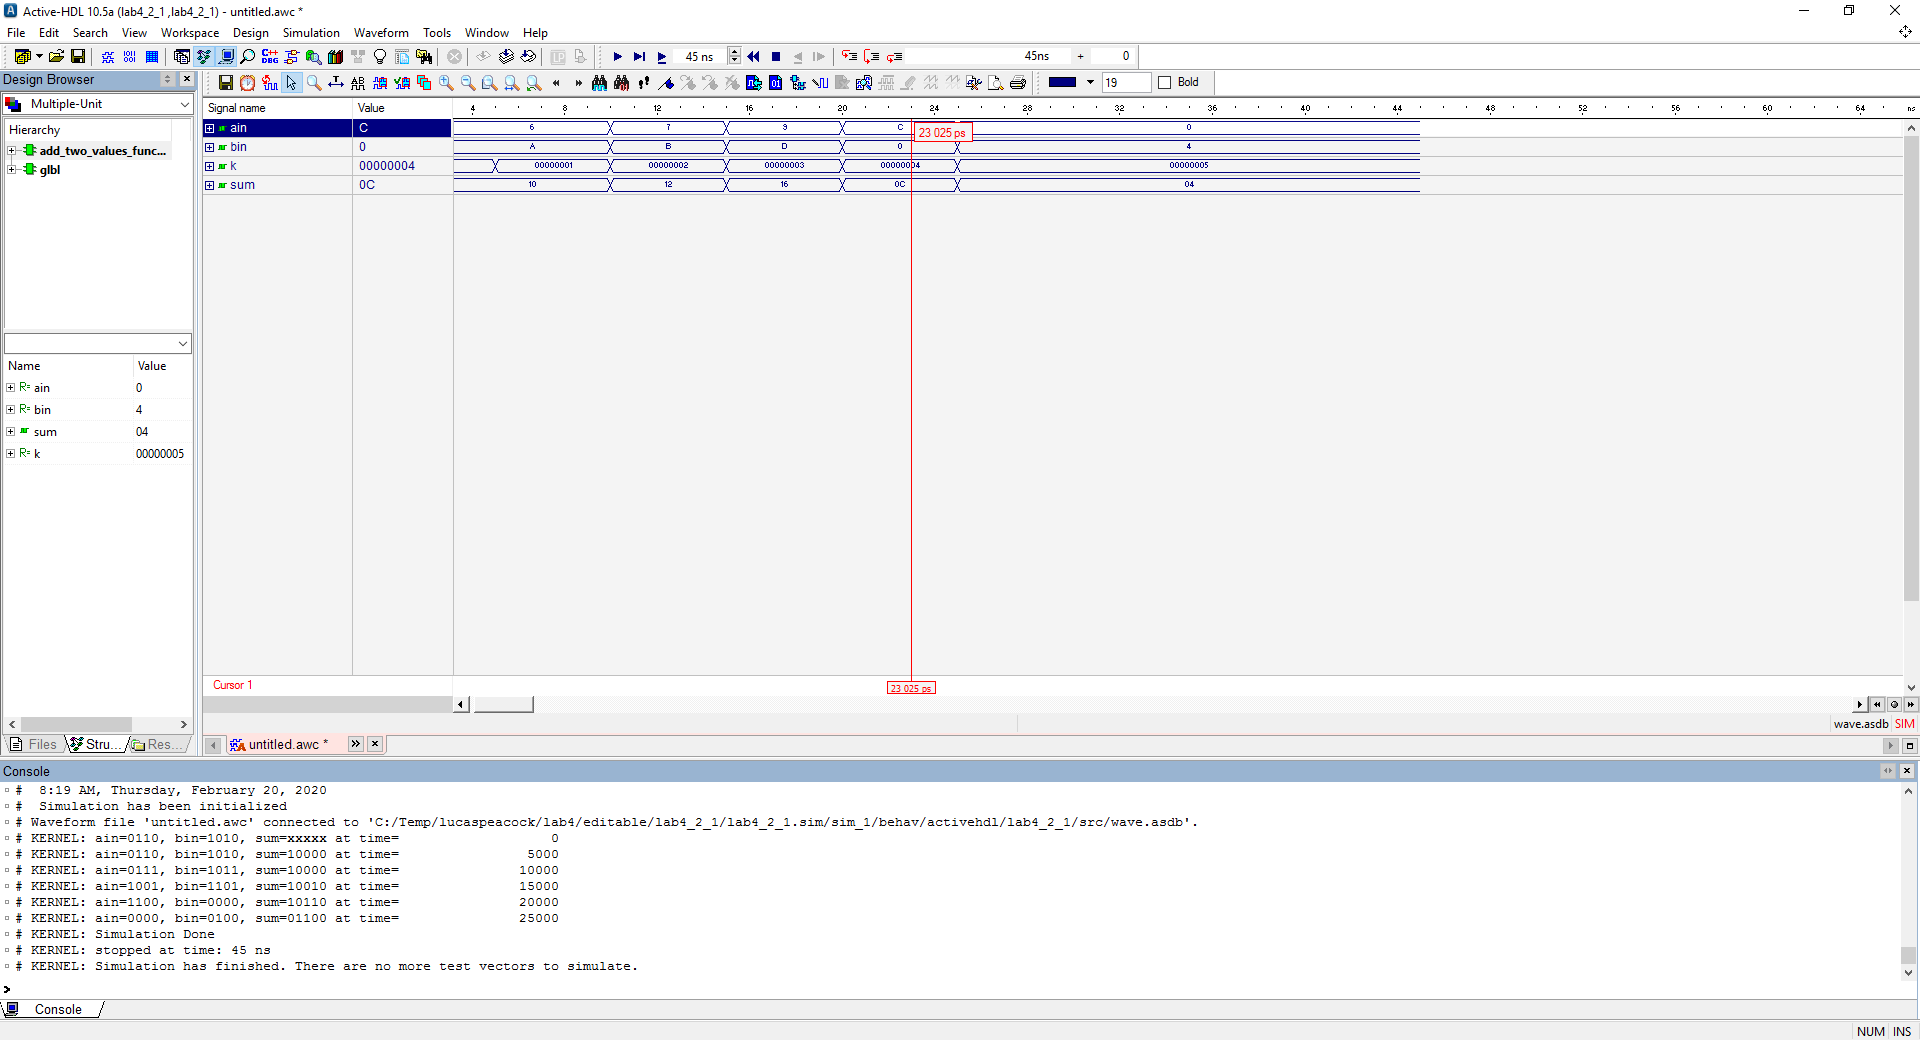 Active-HDL 10.5a (lab4_2_1 ,lab4_2_1) - untitled.awc *
File Edit Search View Workspace Design Simulation Waveform Tools Window Help
45 ns 45ns + 0
Design Browser
19 Bold
Multiple-Unit
Hierarchy
add_two_values_func...
glbl
Name Value
ain 0
bin 4
sum 04
k 00000005
Files Stru... Res...
Signal name Value 4 8 12 16 20 24 28 32 36 40 44 48 52 56 60 64 ns
ain C 6 7 9 C 0
23 025 ps
bin 0 A B D 0 4
k 00000004 00000001 00000002 00000003 00000004 00000005
sum 0C 10 12 16 0C 04
Cursor 1 23 025 ps
wave.asdb SIM
untitled.awc *
Console
# 8:19 AM, Thursday, February 20, 2020
# Simulation has been initialized
# Waveform file 'untitled.awc' connected to 'C:/Temp/lucaspeacock/lab4/editable/lab4_2_1/lab4_2_1.sim/sim_1/behav/activehdl/lab4_2_1/src/wave.asdb'.
# KERNEL: ain=0110, bin=1010, sum=xxxxx at time= 0
# KERNEL: ain=0110, bin=1010, sum=10000 at time= 5000
# KERNEL: ain=0111, bin=1011, sum=10000 at time= 10000
# KERNEL: ain=1001, bin=1101, sum=10010 at time= 15000
# KERNEL: ain=1100, bin=0000, sum=10110 at time= 20000
# KERNEL: ain=0000, bin=0100, sum=01100 at time= 25000
# KERNEL: Simulation Done
# KERNEL: stopped at time: 45 ns
# KERNEL: Simulation has finished. There are no more test vectors to simulate.
>
Console
NUM INS